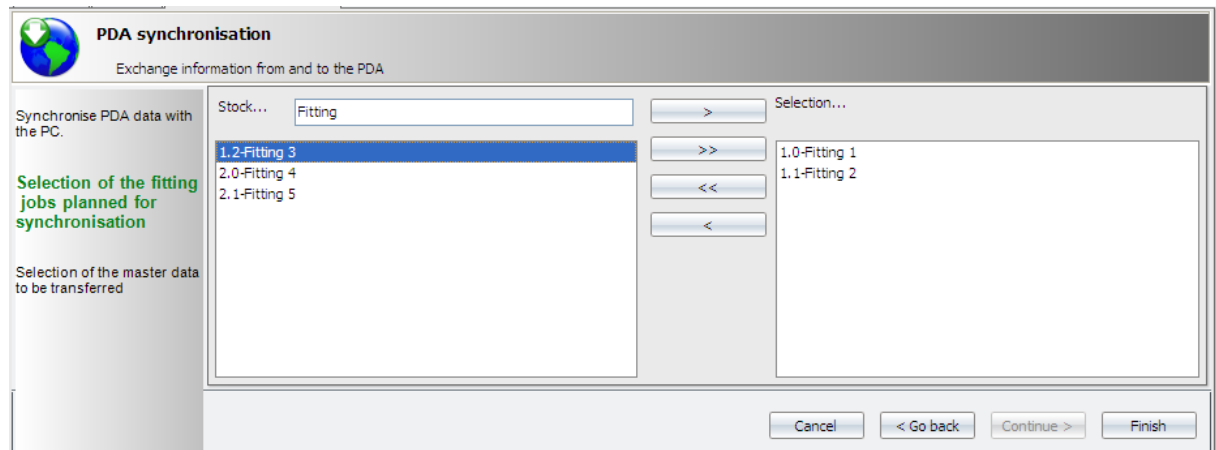 PDA synchronisation
Exchange information from and to the PDA
Synchronise PDA data with
the PC.
Selection of the fitting
jobs planned for
synchronisation
Selection of the master data
to be transferred
Stock...
Fitting
1.2-Fitting 3
2.0-Fitting 4
2.1-Fitting 5
>
>>
<<
<
Selection...
1.0-Fitting 1
1.1-Fitting 2
Cancel
< Go back
Continue >
Finish